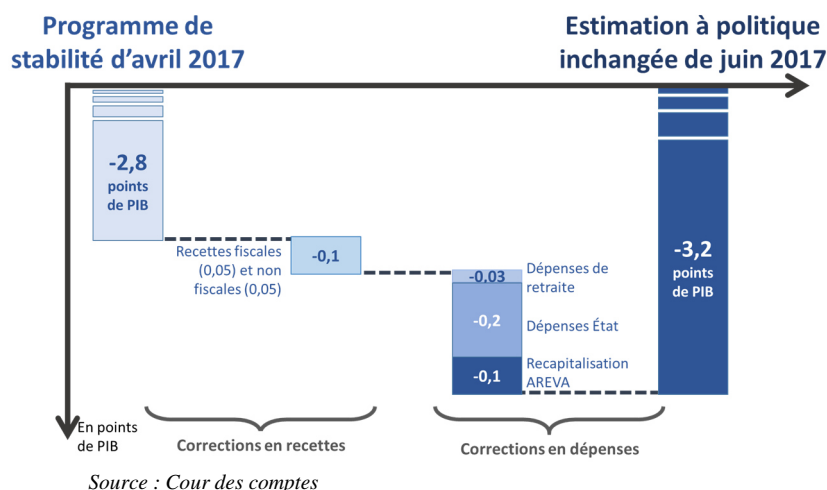 Programme de
stabilité d'avril 2017
Estimation à politique
inchangée de juin 2017
-2,8
points
de PIB
Recettes fiscales
(0,05) et non
fiscales (0,05)
-0,1
-0,03
Dépenses de
retraite
-0,2
Dépenses État
-0,1
Recapitalisation
AREVA
-3,2
points
de PIB
En points
de PIB
Corrections en recettes
Corrections en dépenses
Source : Cour des comptes